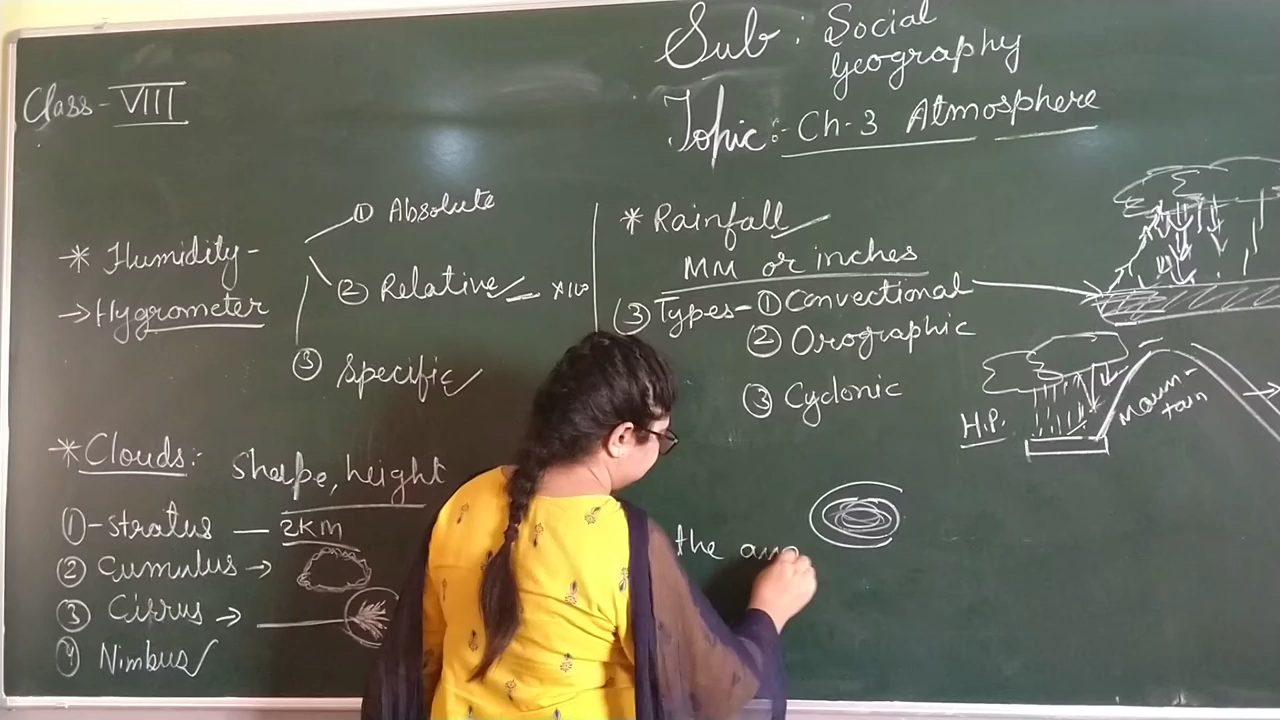 Class - VIII
Sub : Social
Geography
Topic :- Ch-3 Atmosphere
* Humidity -
→ Hygrometer
① Absolute
② Relative
③ Specific
* Clouds :- Shape, height
① - Stratus — 2KM
② Cumulus →
③ Cirrus →
④ Nimbus
* Rainfall
MM or inches
③ Types - ① Convectional
② Orographic
③ Cyclonic
H.P.
Moun-
tain
the